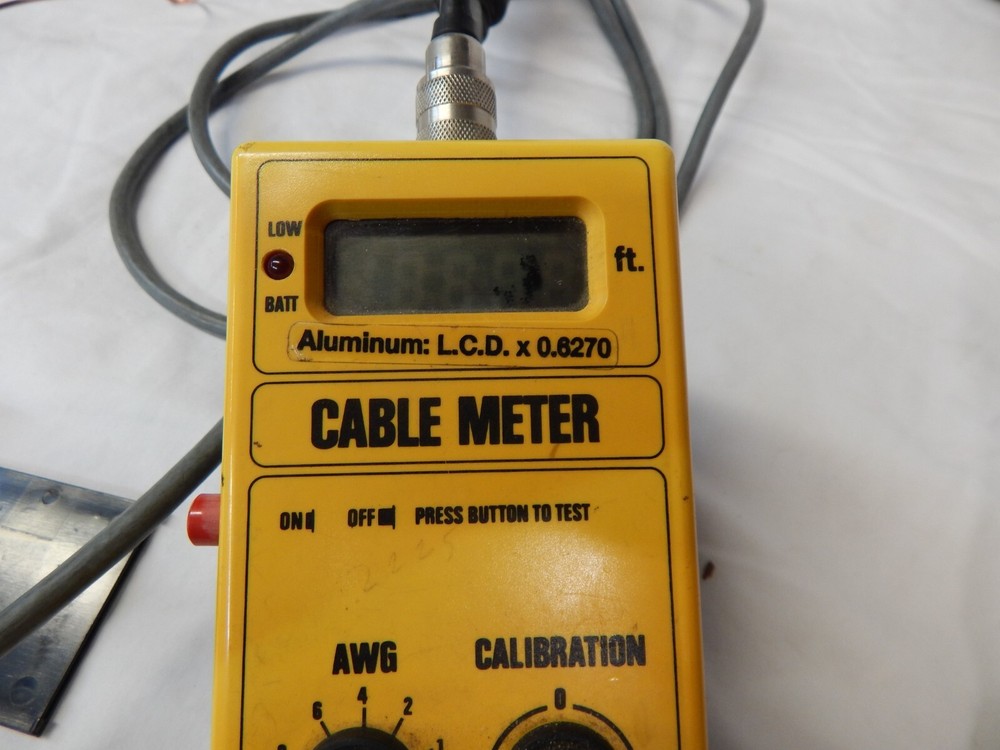 LOW
BATT
ft.
Aluminum: L.C.D. x 0.6270
CABLE METER
ON OFF PRESS BUTTON TO TEST
AWG CALIBRATION
6 4 2 1
0